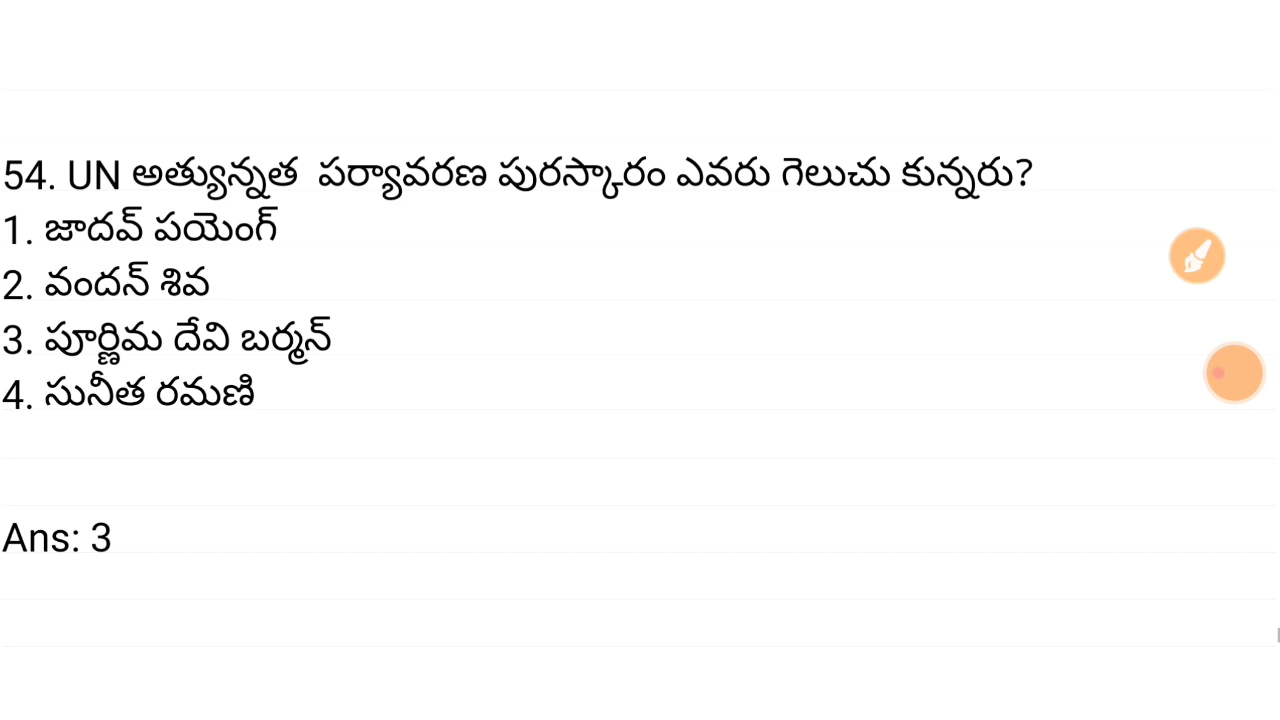 54. UN అత్యున్నత  పర్యావరణ పురస్కారం ఎవరు గెలుచు కున్నరు?
1. జాదవ్ పయెంగ్
2. వందన్ శివ
3. పూర్ణిమ దేవి బర్మన్
4. సునీత రమణి
Ans: 3